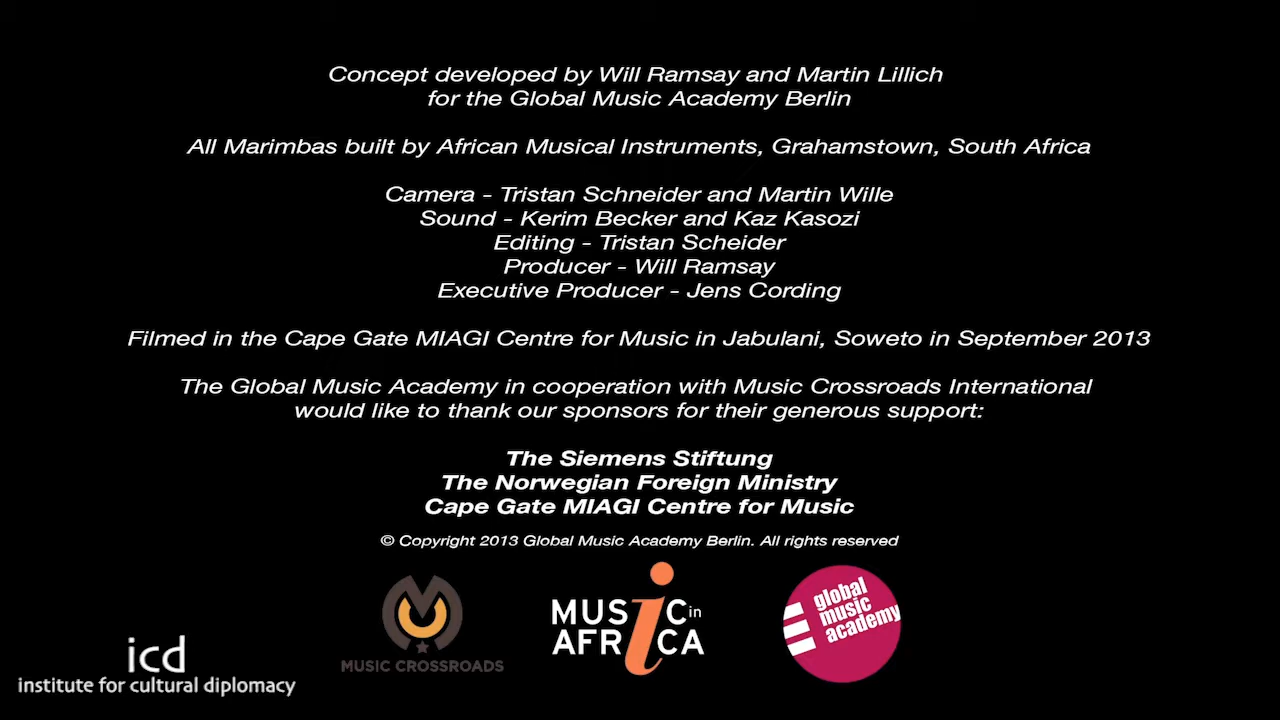 Concept developed by Will Ramsay and Martin Lillich
for the Global Music Academy Berlin
All Marimbas built by African Musical Instruments, Grahamstown, South Africa
Camera - Tristan Schneider and Martin Wille
Sound - Kerim Becker and Kaz Kasozi
Editing - Tristan Scheider
Producer - Will Ramsay
Executive Producer - Jens Cording
Filmed in the Cape Gate MIAGI Centre for Music in Jabulani, Soweto in September 2013
The Global Music Academy in cooperation with Music Crossroads International
would like to thank our sponsors for their generous support:
The Siemens Stiftung
The Norwegian Foreign Ministry
Cape Gate MIAGI Centre for Music
© Copyright 2013 Global Music Academy Berlin. All rights reserved
icd
institute for cultural diplomacy
MUSIC CROSSROADS
MUSiC in
AFRiCA
global
music
academy